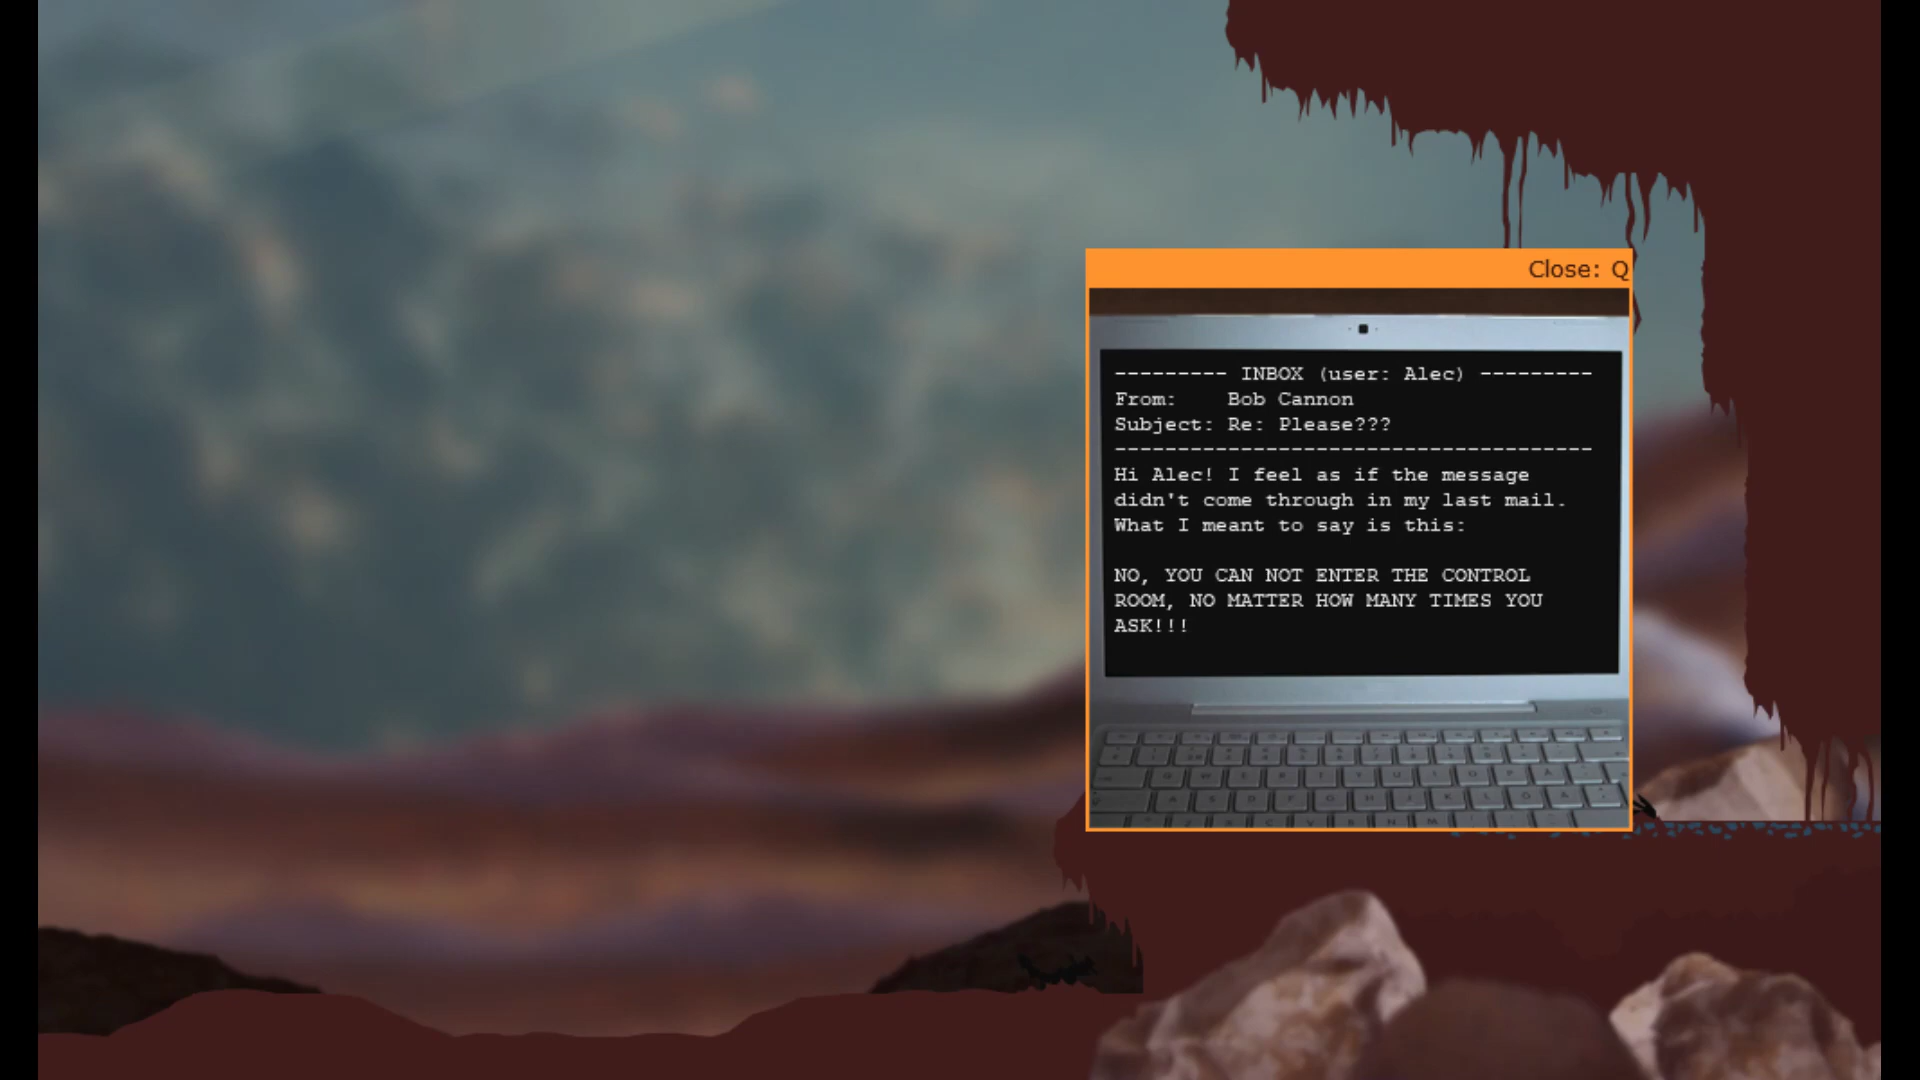 Close: Q
--------- INBOX (user: Alec) ---------
From:    Bob Cannon
Subject: Re: Please???
--------------------------------------
Hi Alec! I feel as if the message
didn't come through in my last mail.
What I meant to say is this:
NO, YOU CAN NOT ENTER THE CONTROL
ROOM, NO MATTER HOW MANY TIMES YOU
ASK!!!